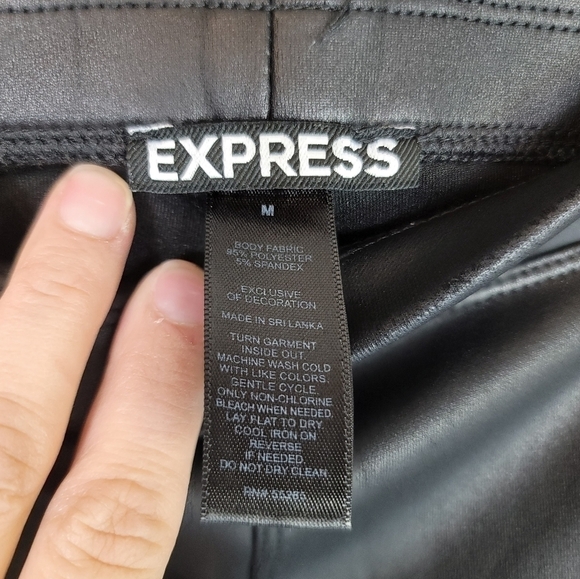 EXPRESS
M
BODY FABRIC
95% POLYESTER
5% SPANDEX
EXCLUSIVE
OF DECORATION
MADE IN SRI LANKA
TURN GARMENT
INSIDE OUT.
MACHINE WASH COLD
WITH LIKE COLORS.
GENTLE CYCLE.
ONLY NON-CHLORINE
BLEACH WHEN NEEDED.
LAY FLAT TO DRY
COOL IRON ON
REVERSE
IF NEEDED.
DO NOT DRY CLEAN.
RN# 55285